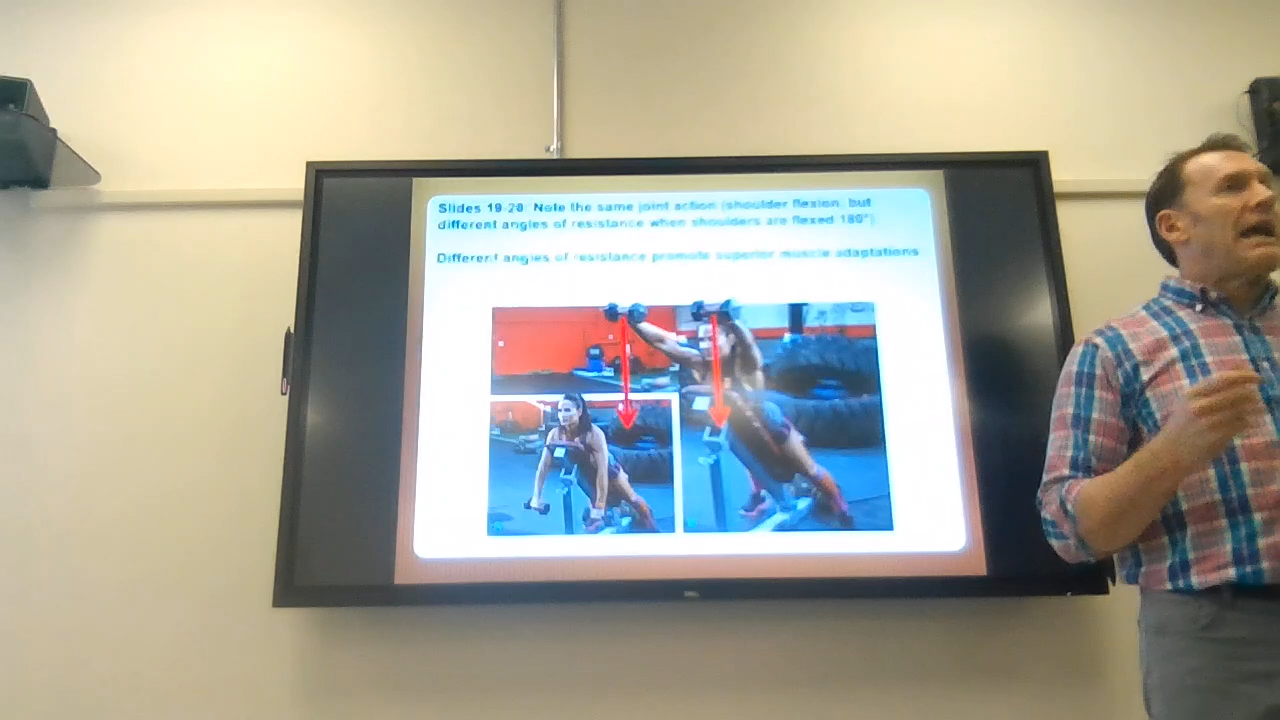 Slides 19-28: Note the same joint action (shoulder flexion, but
different angles of resistance when shoulders are flexed 180°)
Different angles of resistance promote superior muscle adaptations
DELL